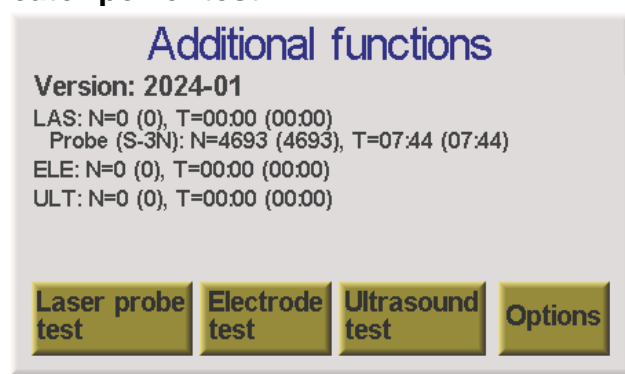 Additional functions
Version: 2024-01
LAS: N=0 (0), T=00:00 (00:00)
Probe (S-3N): N=4693 (4693), T=07:44 (07:44)
ELE: N=0 (0), T=00:00 (00:00)
ULT: N=0 (0), T=00:00 (00:00)
Laser probe
test
Electrode
test
Ultrasound
test
Options